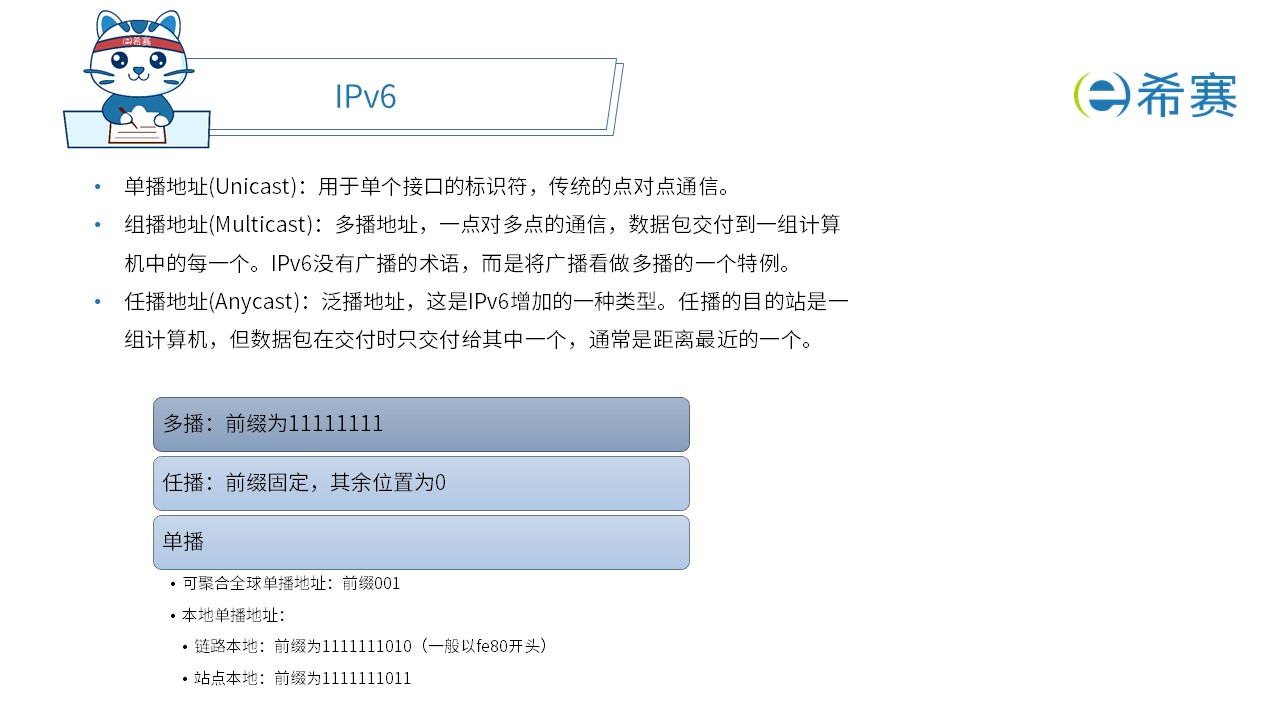 希赛
IPv6
希赛
• 单播地址(Unicast)：用于单个接口的标识符，传统的点对点通信。
• 组播地址(Multicast)：多播地址，一点对多点的通信，数据包交付到一组计算
机中的每一个。IPv6没有广播的术语，而是将广播看做多播的一个特例。
• 任播地址(Anycast)：泛播地址，这是IPv6增加的一种类型。任播的目的站是一
组计算机，但数据包在交付时只交付给其中一个，通常是距离最近的一个。
多播：前缀为11111111
任播：前缀固定，其余位置为0
单播
• 可聚合全球单播地址：前缀001
• 本地单播地址：
• 链路本地：前缀为1111111010（一般以fe80开头）
• 站点本地：前缀为1111111011